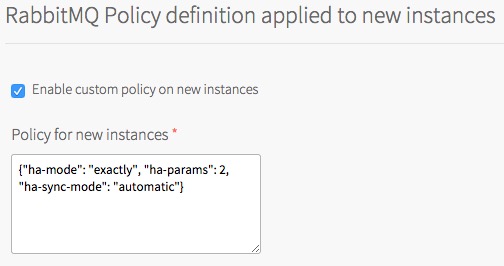 RabbitMQ Policy definition applied to new instances
Enable custom policy on new instances
Policy for new instances *
{"ha-mode": "exactly", "ha-params": 2,
"ha-sync-mode": "automatic"}